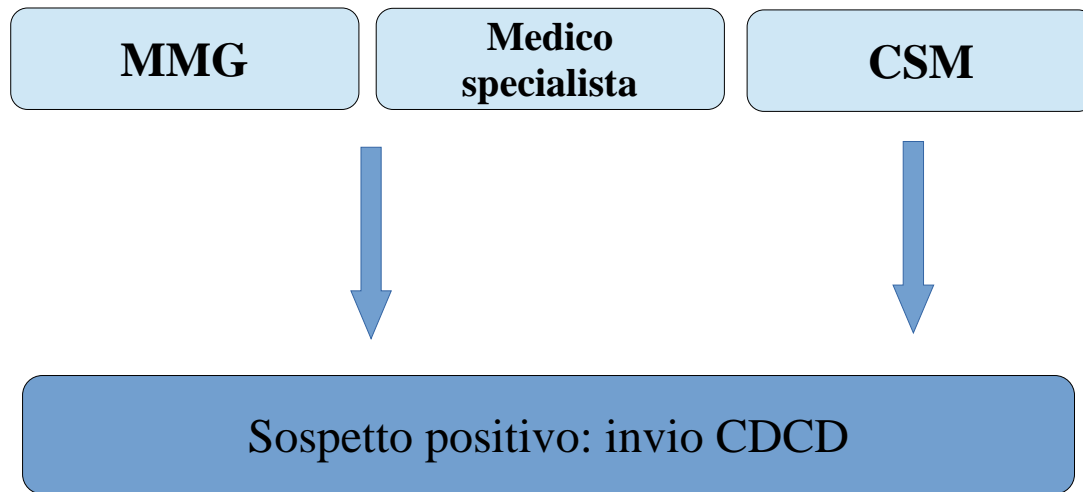 MMG
Medico
specialista
CSM
Sospetto positivo: invio CDCD